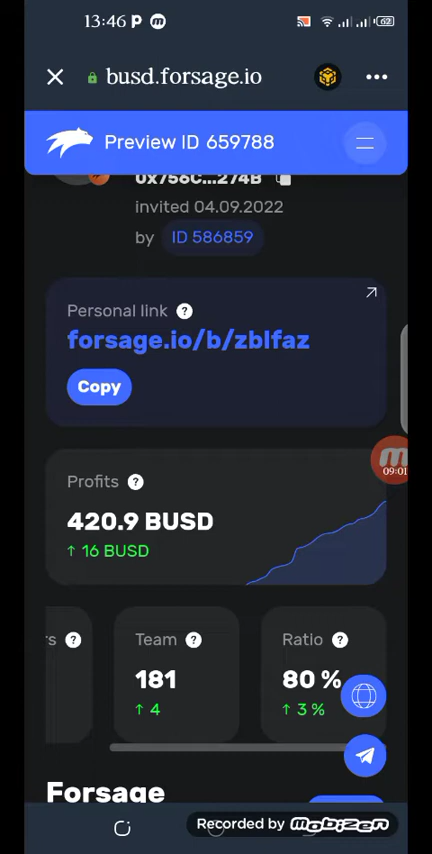 13:46 P m 62
busd.forsage.io
Preview ID 659788
0x756C...274B
invited 04.09.2022
by ID 586859
Personal link ?
forsage.io/b/zblfaz
Copy
Profits ?
420.9 BUSD
↑ 16 BUSD
m
09:01
s ?
Team ?
Ratio ?
181
80 %
↑ 4
↑ 3 %
Forsage
Recorded by mobizen